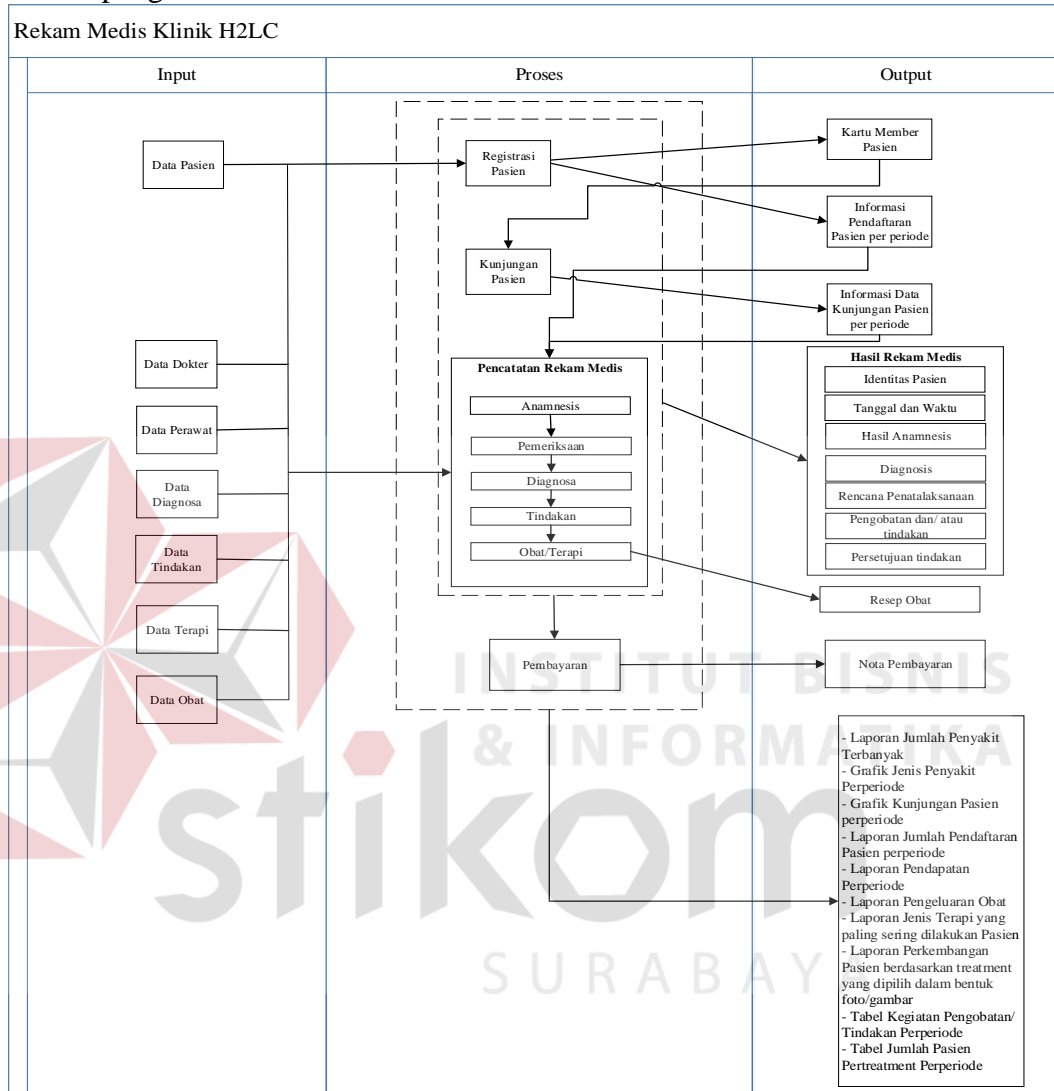 Rekam Medis Klinik H2LC
Input
Proses
Output
Data Pasien
Data Dokter
Data Perawat
Data
Diagnosa
Data
Tindakan
Data Terapi
Data Obat
Registrasi
Pasien
Kunjungan
Pasien
Pencatatan Rekam Medis
Anamnesis
Pemeriksaan
Diagnosa
Tindakan
Obat/Terapi
Pembayaran
Kartu Member
Pasien
Informasi
Pendaftaran
Pasien per periode
Informasi Data
Kunjungan Pasien
per periode
Hasil Rekam Medis
Identitas Pasien
Tanggal dan Waktu
Hasil Anamnesis
Diagnosis
Rencana Penatalaksanaan
Pengobatan dan/ atau
tindakan
Persetujuan tindakan
Resep Obat
Nota Pembayaran
- Laporan Jumlah Penyakit
Terbanyak
- Grafik Jenis Penyakit
Perperiode
- Grafik Kunjungan Pasien
perperiode
- Laporan Jumlah Pendaftaran
Pasien perperiode
- Laporan Pendapatan
Perperiode
- Laporan Pengeluaran Obat
- Laporan Jenis Terapi yang
paling sering dilakukan Pasien
- Laporan Perkembangan
Pasien berdasarkan treatment
yang dipilih dalam bentuk
foto/gambar
- Tabel Kegiatan Pengobatan/
Tindakan Perperiode
- Tabel Jumlah Pasien
Pertreatment Perperiode
INSTITUT BISNIS
& INFORMATIKA
stikom
SURABAYA